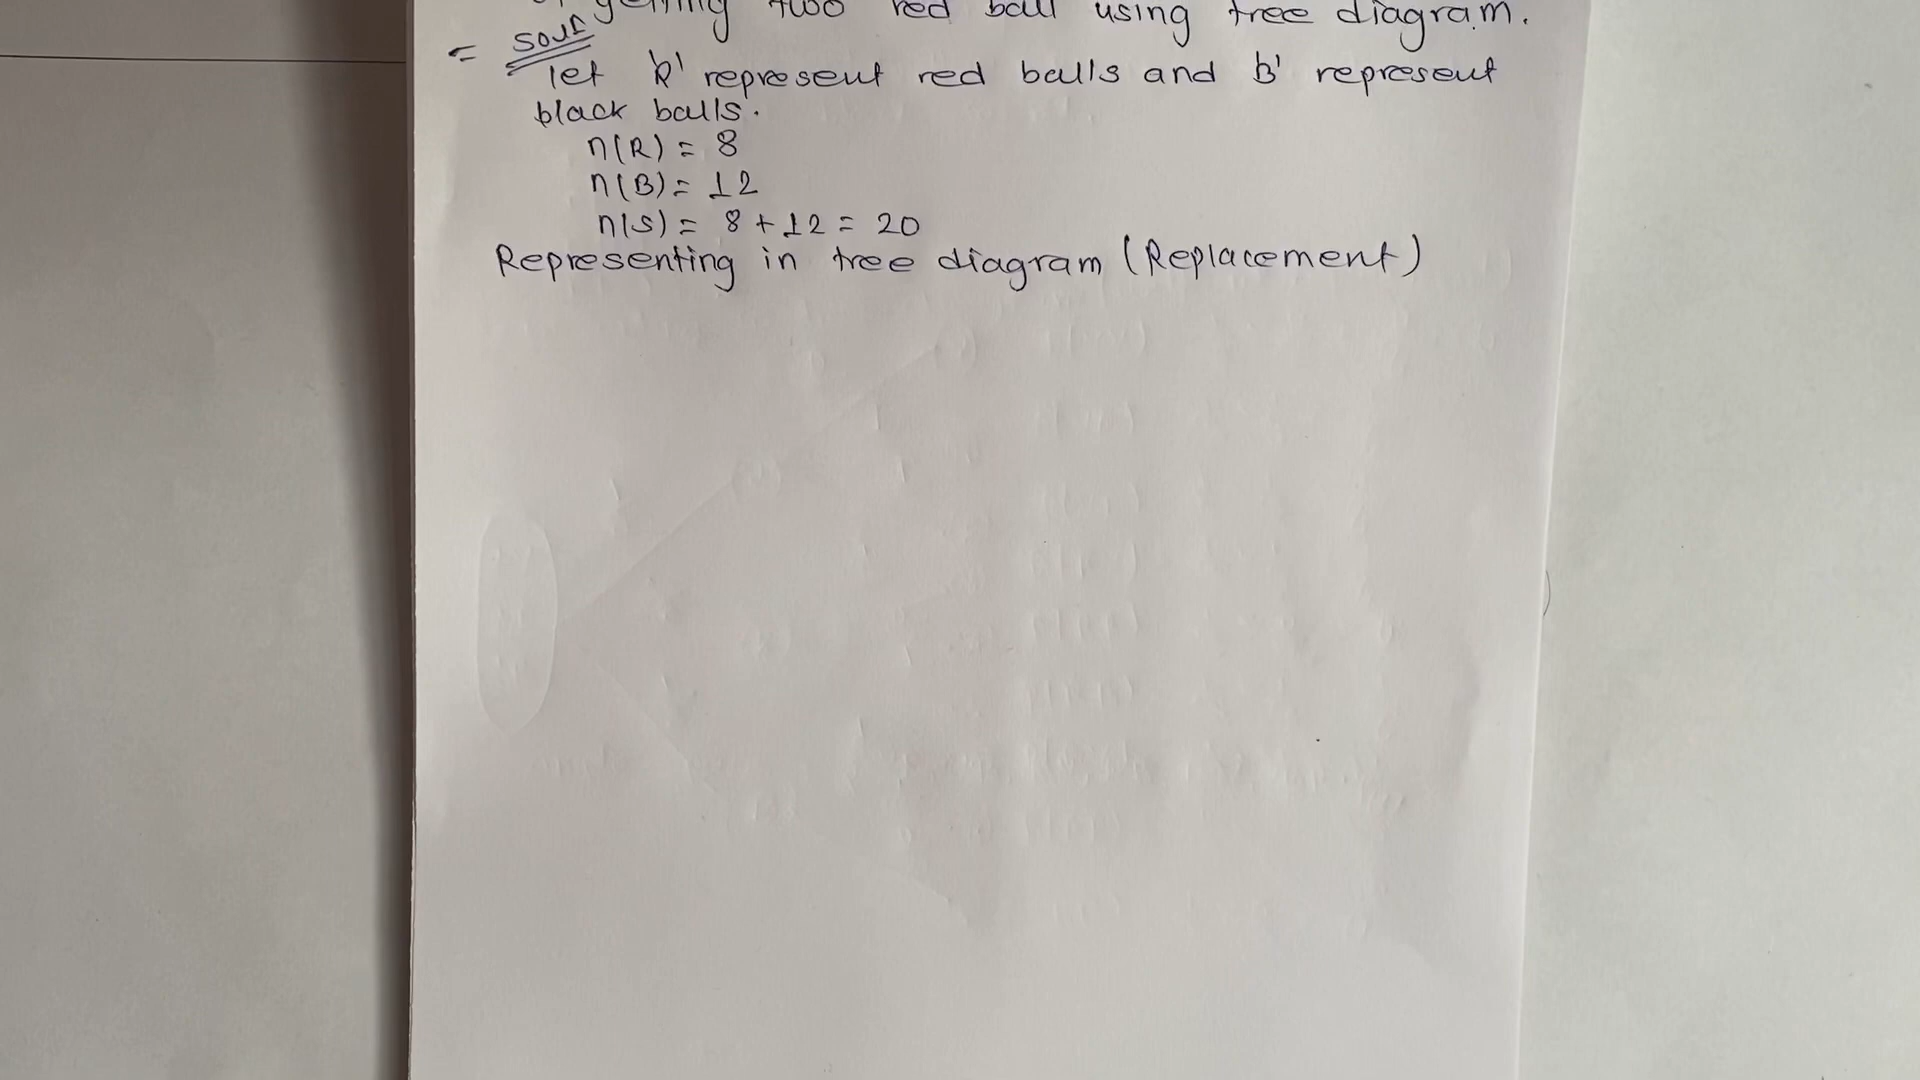 getting two red ball using tree diagram.
= Soln
let 'R' represent red balls and 'B' represent
black balls.
n(R) = 8
n(B) = 12
n(S) = 8 + 12 = 20
Representing in tree diagram (Replacement)